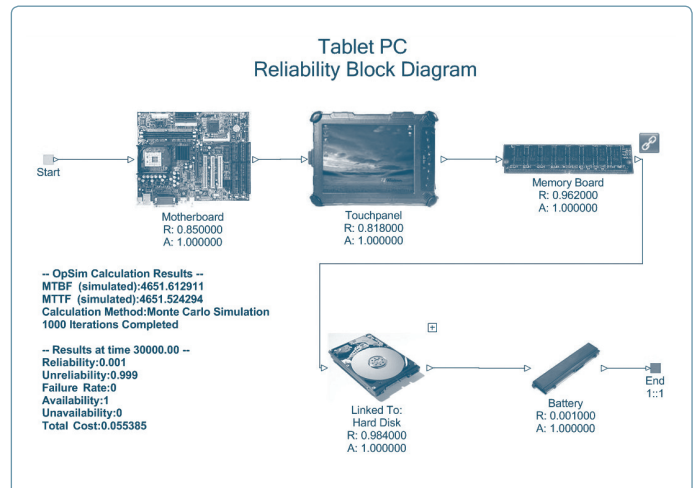 Tablet PC
Reliability Block Diagram
Start
Motherboard
R: 0.850000
A: 1.000000
Touchpanel
R: 0.818000
A: 1.000000
Memory Board
R: 0.962000
A: 1.000000
-- OpSim Calculation Results --
MTBF (simulated):4651.612911
MTTF (simulated):4651.524294
Calculation Method:Monte Carlo Simulation
1000 Iterations Completed
-- Results at time 30000.00 --
Reliability:0.001
Unreliability:0.999
Failure Rate:0
Availability:1
Unavailability:0
Total Cost:0.055385
Linked To:
Hard Disk
R: 0.984000
A: 1.000000
Battery
R: 0.001000
A: 1.000000
End
1::1